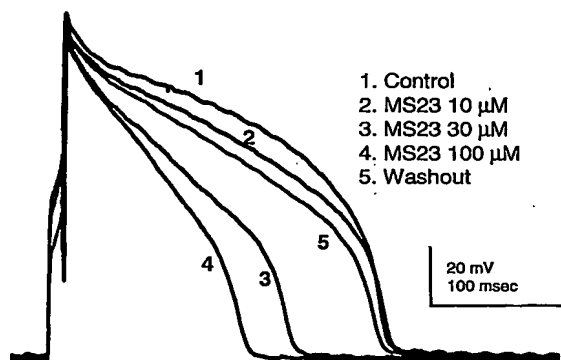 1
1. Control
2. MS23 10 µM
3. MS23 30 µM
4. MS23 100 µM
5. Washout
2
5
4
3
20 mV
100 msec